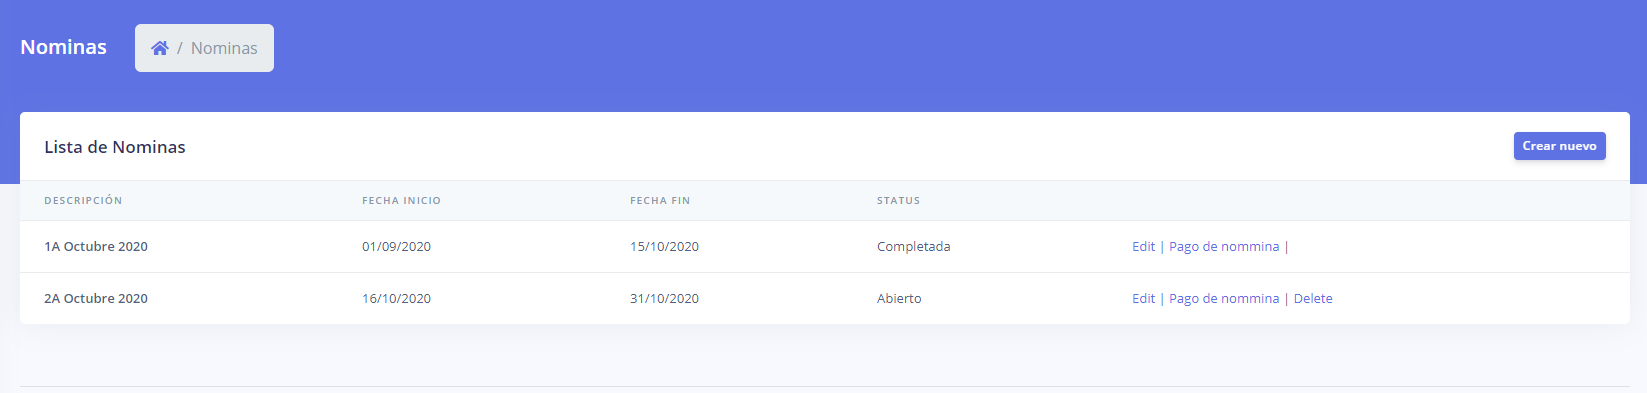 Nominas / Nominas
Lista de Nominas Crear nuevo
DESCRIPCIÓN FECHA INICIO FECHA FIN STATUS
1A Octubre 2020 01/09/2020 15/10/2020 Completada Edit | Pago de nommina |
2A Octubre 2020 16/10/2020 31/10/2020 Abierto Edit | Pago de nommina | Delete